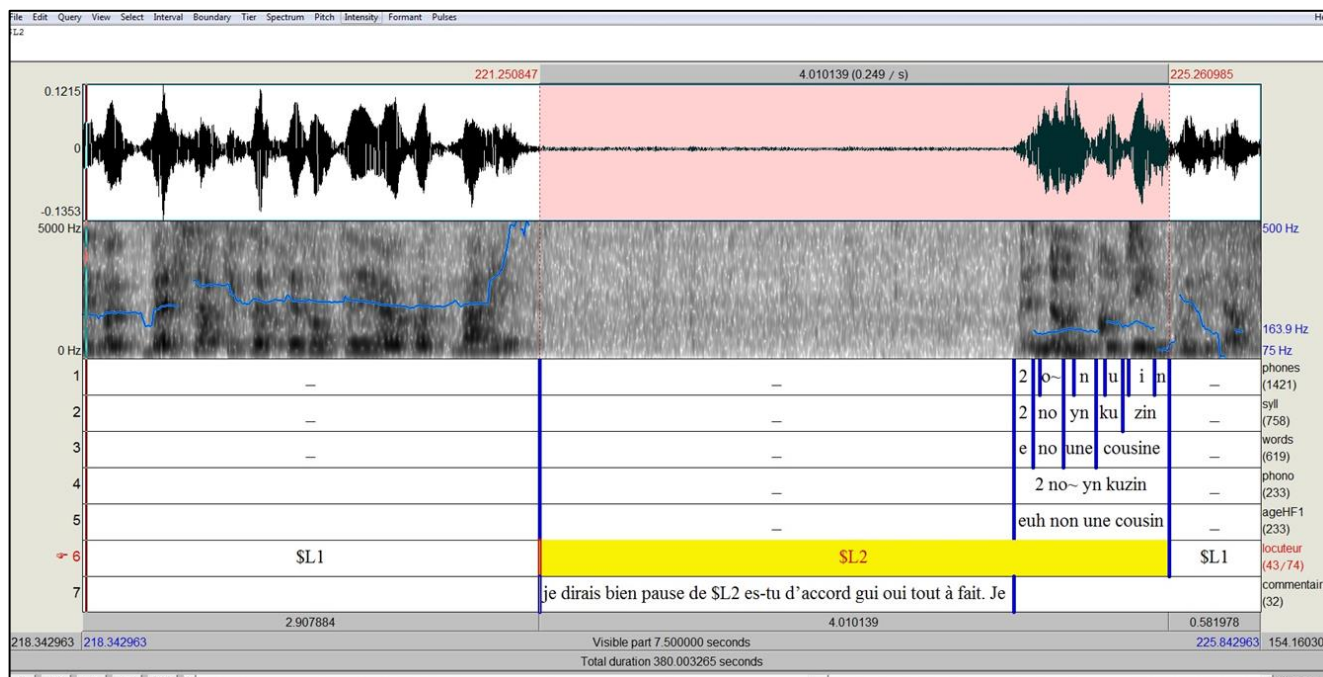 File Edit Query View Select Interval Boundary Tier Spectrum Pitch Intensity Formant Pulses
221.250847 4.010139 (0.249 / s) 225.260985
0.1215
0
-0.1353
5000 Hz 500 Hz
163.9 Hz
0 Hz 75 Hz
1 – – 2 o~ n u i n – phones (1421)
2 – – 2 no yn ku zin – syll (758)
3 – – e no une cousine – words (619)
4 – 2 no~ yn kuzin – phono (233)
5 – euh non une cousin – ageHF1 (233)
6 $L1 $L2 $L1 locuteur (43/74)
7 je dirais bien pause de $L2 es-tu d’accord gui oui tout à fait. Je commentair (32)
2.907884 4.010139 0.581978
218.342963 218.342963 Visible part 7.500000 seconds 225.842963 154.16030
Total duration 380.003265 seconds